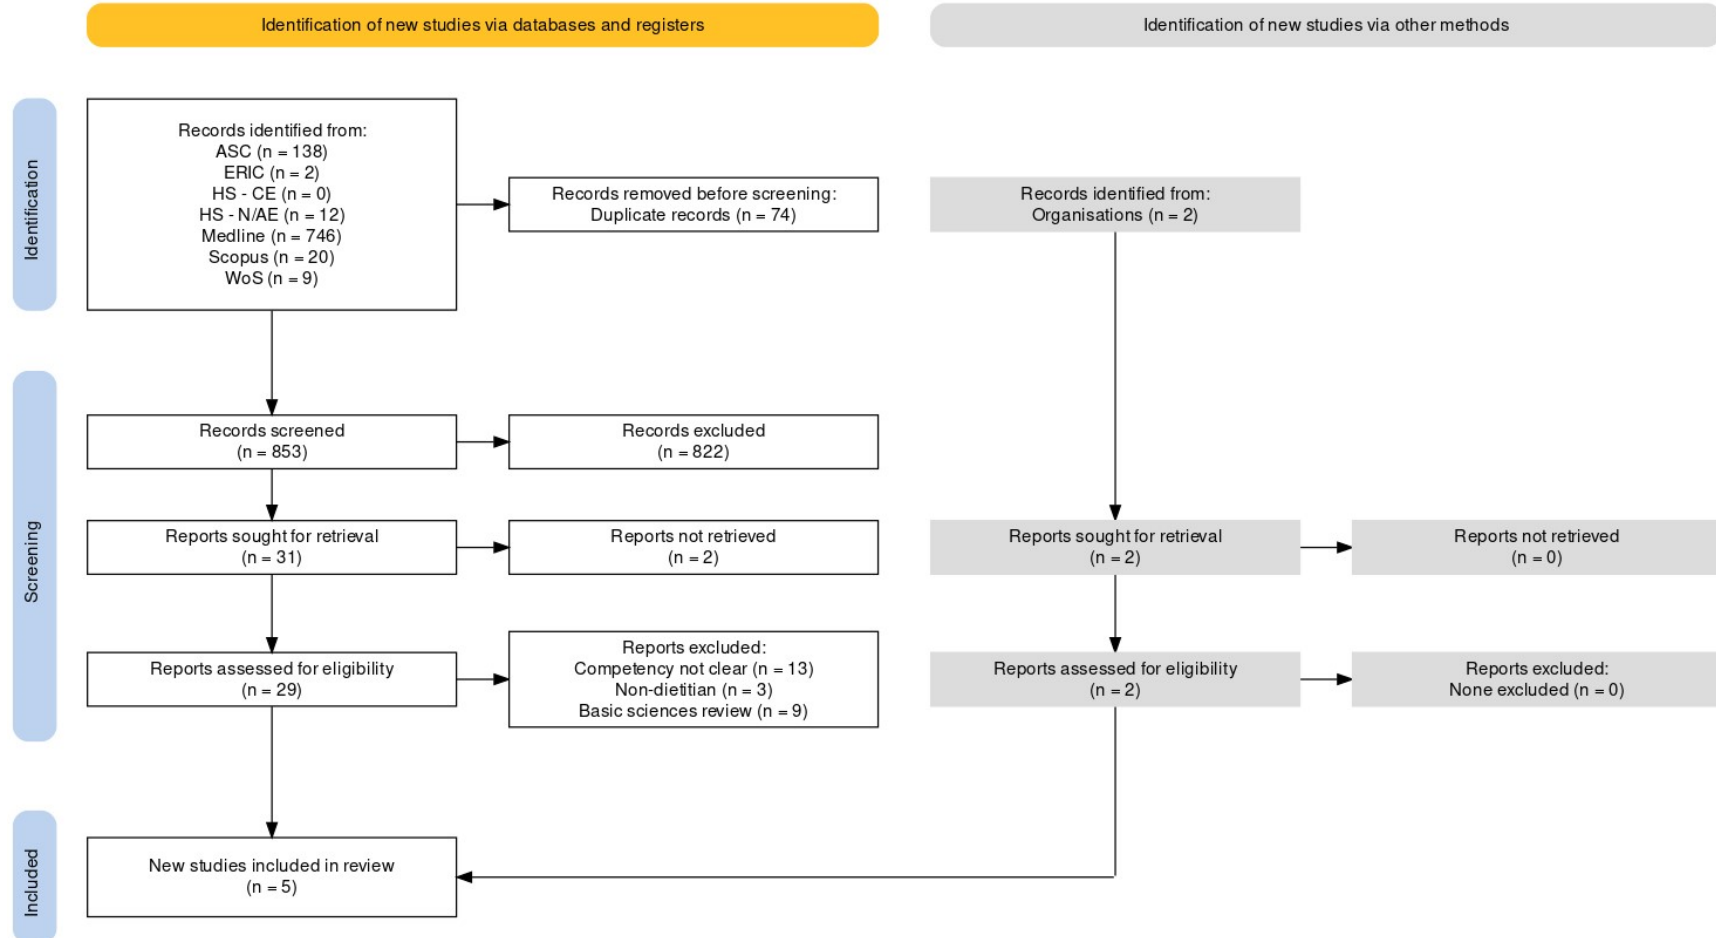 Identification of new studies via databases and registers
Identification of new studies via other methods
Identification
Records identified from:
ASC (n = 138)
ERIC (n = 2)
HS - CE (n = 0)
HS - N/AE (n = 12)
Medline (n = 746)
Scopus (n = 20)
WoS (n = 9)
Records removed before screening:
Duplicate records (n = 74)
Records identified from:
Organisations (n = 2)
Screening
Records screened
(n = 853)
Records excluded
(n = 822)
Reports sought for retrieval
(n = 31)
Reports not retrieved
(n = 2)
Reports sought for retrieval
(n = 2)
Reports not retrieved
(n = 0)
Reports assessed for eligibility
(n = 29)
Reports excluded:
Competency not clear (n = 13)
Non-dietitian (n = 3)
Basic sciences review (n = 9)
Reports assessed for eligibility
(n = 2)
Reports excluded:
None excluded (n = 0)
Included
New studies included in review
(n = 5)